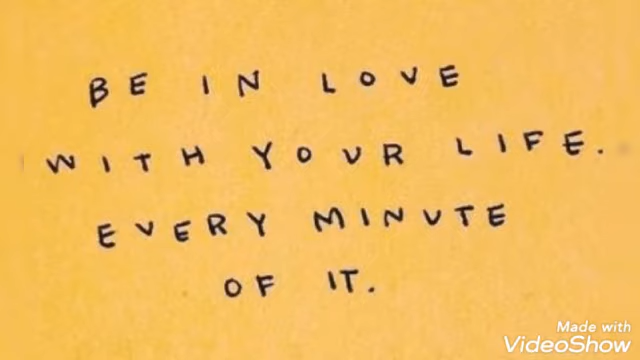 BE IN LOVE
WITH YOUR LIFE.
EVERY MINUTE
OF IT.
Made with
VideoShow